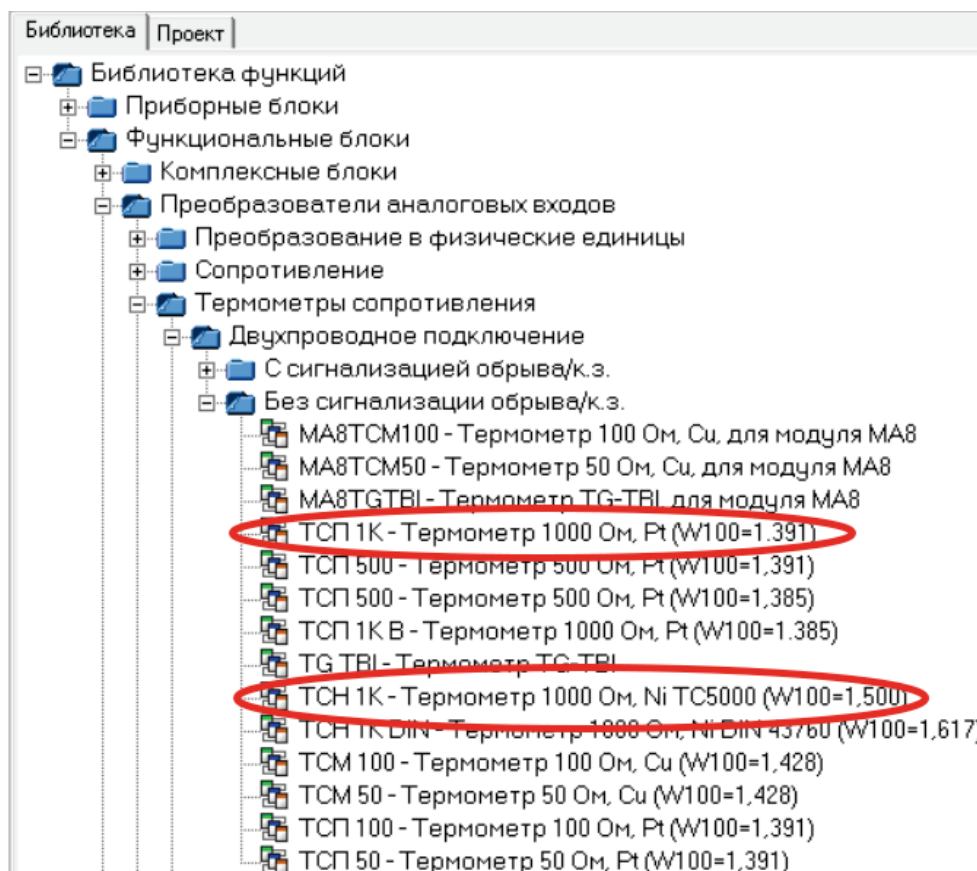 Библиотека Проект
Библиотека функций
Приборные блоки
Функциональные блоки
Комплексные блоки
Преобразователи аналоговых входов
Преобразование в физические единицы
Сопротивление
Термометры сопротивления
Двухпроводное подключение
С сигнализацией обрыва/к.з.
Без сигнализации обрыва/к.з.
MA8TCM100 - Термометр 100 Ом, Cu, для модуля MA8
MA8TCM50 - Термометр 50 Ом, Cu, для модуля MA8
MA8TGTBI - Термометр TG-TBI, для модуля MA8
ТСП 1К - Термометр 1000 Ом, Pt (W100=1.391)
ТСП 500 - Термометр 500 Ом, Pt (W100=1,391)
ТСП 500 - Термометр 500 Ом, Pt (W100=1,385)
ТСП 1К В - Термометр 1000 Ом, Pt (W100=1.385)
TG TBI - Термометр TG-TBI
ТСН 1К - Термометр 1000 Ом, Ni TC5000 (W100=1,500)
ТСН 1К DIN - Термометр 1000 Ом, Ni DIN 43760 (W100=1,617)
ТСМ 100 - Термометр 100 Ом, Cu (W100=1,428)
ТСМ 50 - Термометр 50 Ом, Cu (W100=1,428)
ТСП 100 - Термометр 100 Ом, Pt (W100=1,391)
ТСП 50 - Термометр 50 Ом, Pt (W100=1,391)